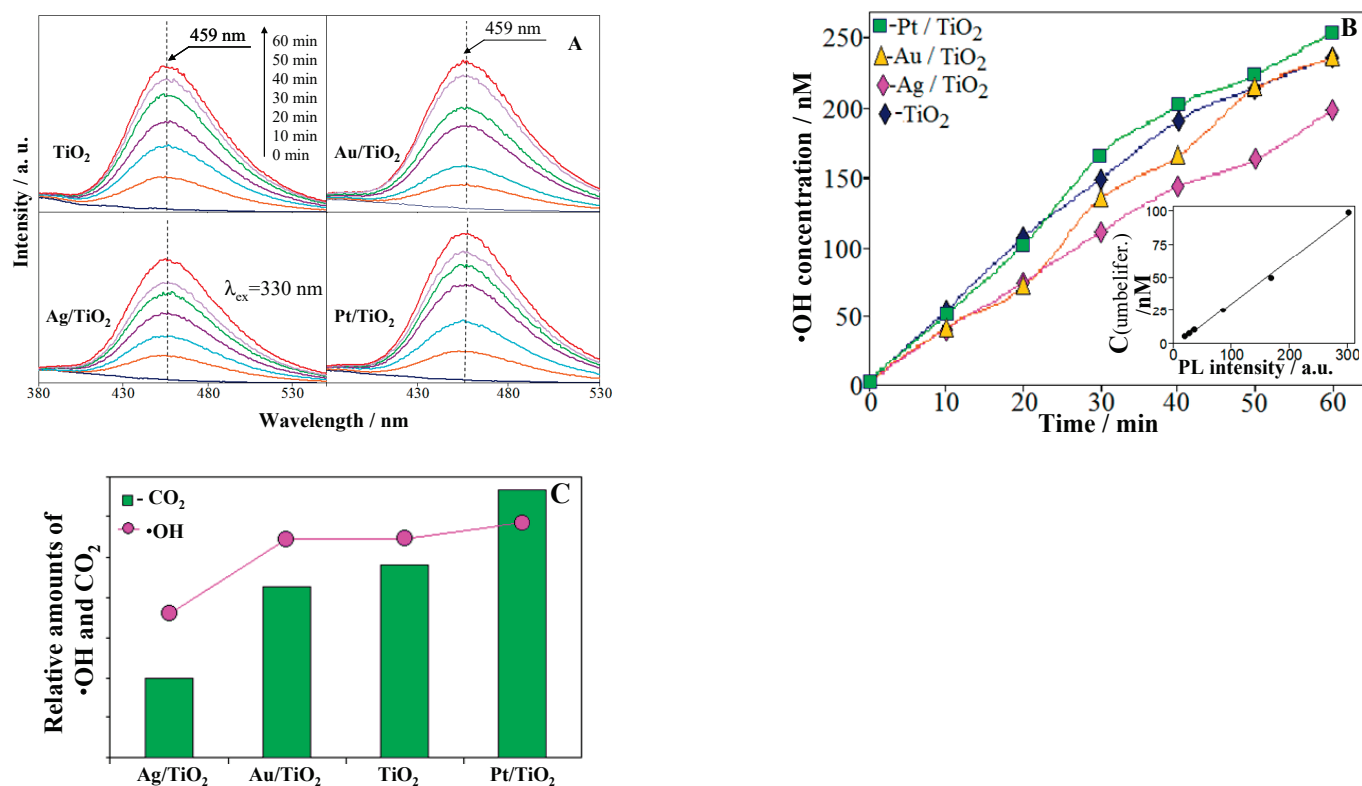 A
459 nm
60 min
50 min
40 min
30 min
20 min
10 min
0 min
TiO₂
459 nm
Au/TiO₂
Ag/TiO₂
λex=330 nm
Pt/TiO₂
Intensity / a. u.
380 430 480 530
430 480 530
Wavelength / nm
B
-Pt / TiO₂
-Au / TiO₂
-Ag / TiO₂
-TiO₂
•OH concentration / nM
250
200
150
100
50
0
0 10 20 30 40 50 60
Time / min
C(umbelifer.)
/nM
100
75
50
25
0
100 200 300
PL intensity / a.u.
C
- CO₂
•OH
Relative amounts of
•OH and CO₂
Ag/TiO₂ Au/TiO₂ TiO₂ Pt/TiO₂